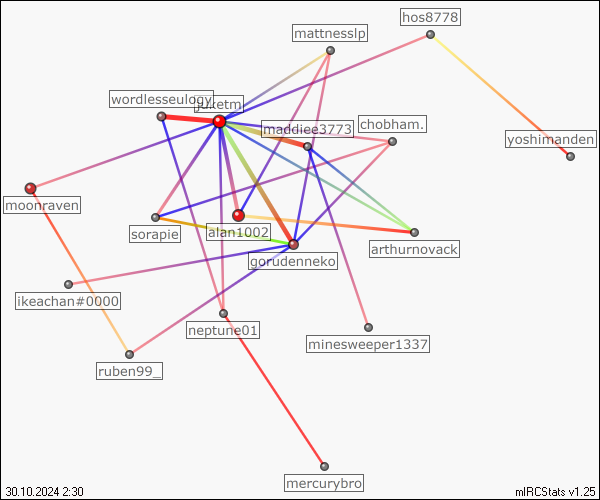 hos8778
mattnesslp
wordlesseulogy
juketm
chobham.
maddiee3773
yoshimanden
moonraven
sorapie
alan1002
arthurnovack
gorudenneko
ikeachan#0000
neptune01
minesweeper1337
ruben99_
mercurybro
30.10.2024 2:30
mIRCStats v1.25